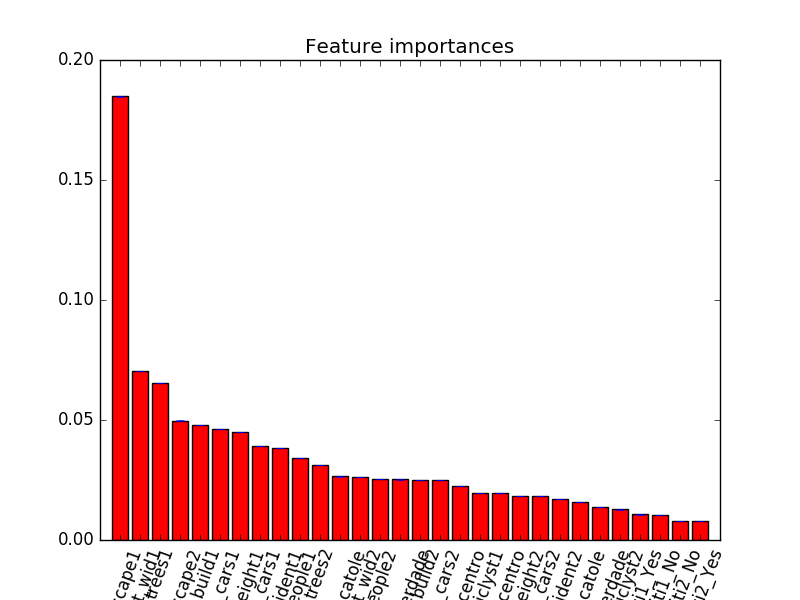 Feature importances
0.20
0.15
0.10
0.05
0.00
cape1
t_wid1
trees1
cape2
build1
_cars1
eight1
cars1
ident1
eople1
trees2
catole
t_wid2
eople2
erdade
build2
_cars2
centro
iclyst1
centro
eight2
cars2
ident2
catole
erdade
iclyst2
i1_Yes
ti1_No
ti2_No
i2_Yes